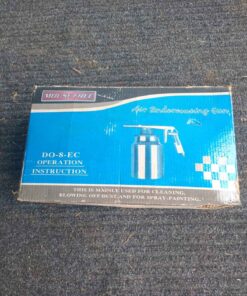 Air Undercoating Gun
DO-8-EC
OPERATION
INSTRUCTION
THIS IS MAINLY USED FOR CLEANING,
BLOWING OFF DUST AND FOR SPRAY-PAINTING.